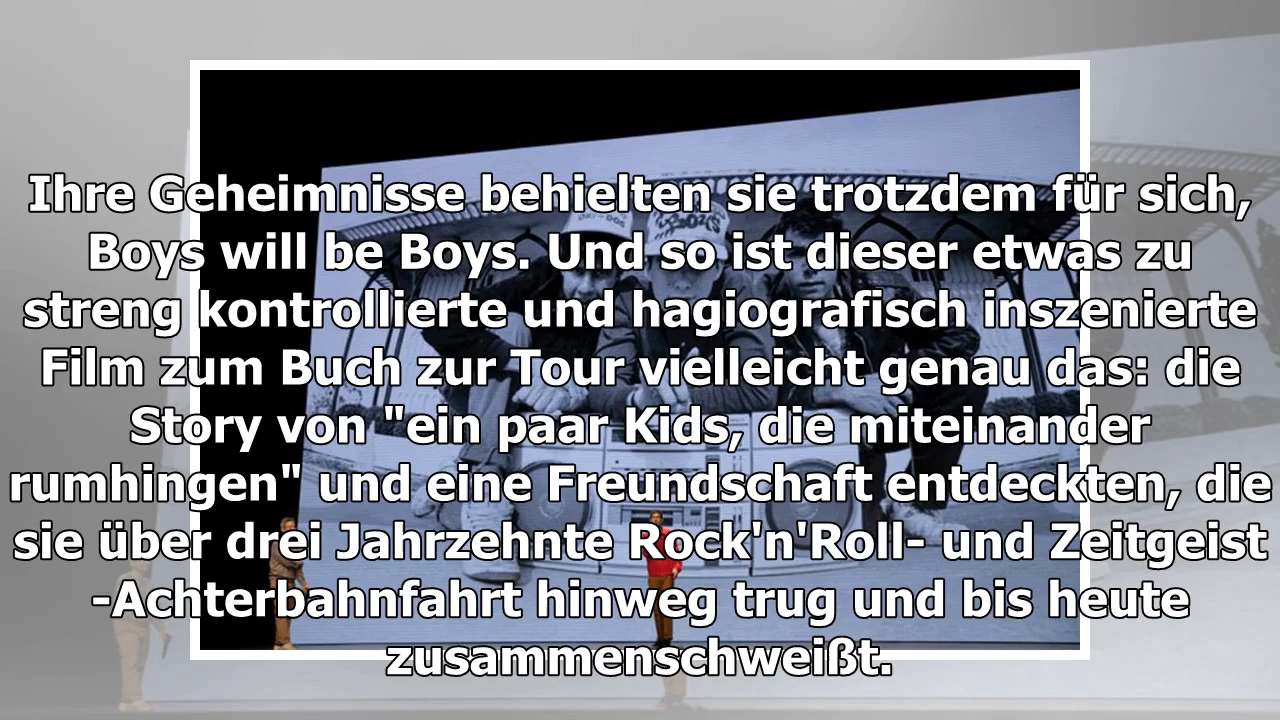 Ihre Geheimnisse behielten sie trotzdem für sich,
Boys will be Boys. Und so ist dieser etwas zu
streng kontrollierte und hagiografisch inszenierte
Film zum Buch zur Tour vielleicht genau das: die
Story von "ein paar Kids, die miteinander
rumhingen" und eine Freundschaft entdeckten, die
sie über drei Jahrzehnte Rock'n'Roll- und Zeitgeist
-Achterbahnfahrt hinweg trug und bis heute
zusammenschweißt.